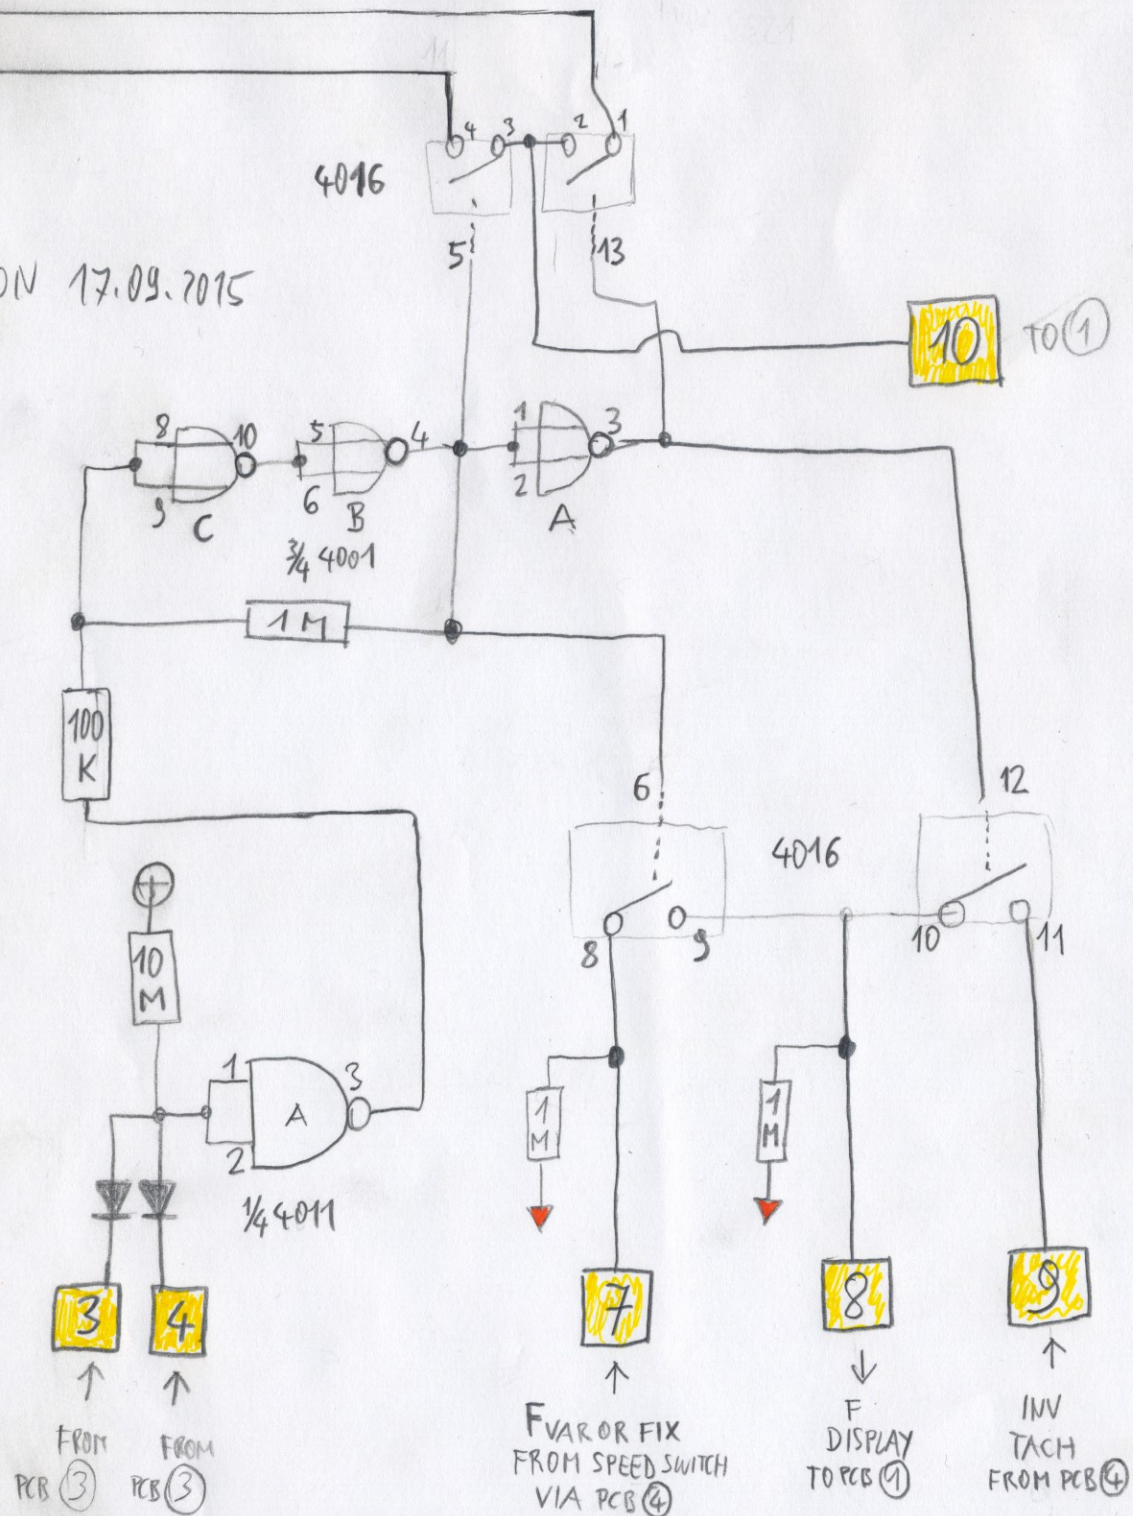 4 3 2 1
4016
5 13
ON 17.09.2015
10 TO 1
8 10 5 4 1 3
9 6 2
C B A
3/4 4001
1 M
100
K
6 12
4016
8 9 10 11
10
M
1 3
A
2
1/4 4011
1
M
1
M
3 4 7 8 9
FROM
PCB 3
FROM
PCB 3
FVAR OR FIX
FROM SPEED SWITCH
VIA PCB 4
F
DISPLAY
TO PCB 1
INV
TACH
FROM PCB 4